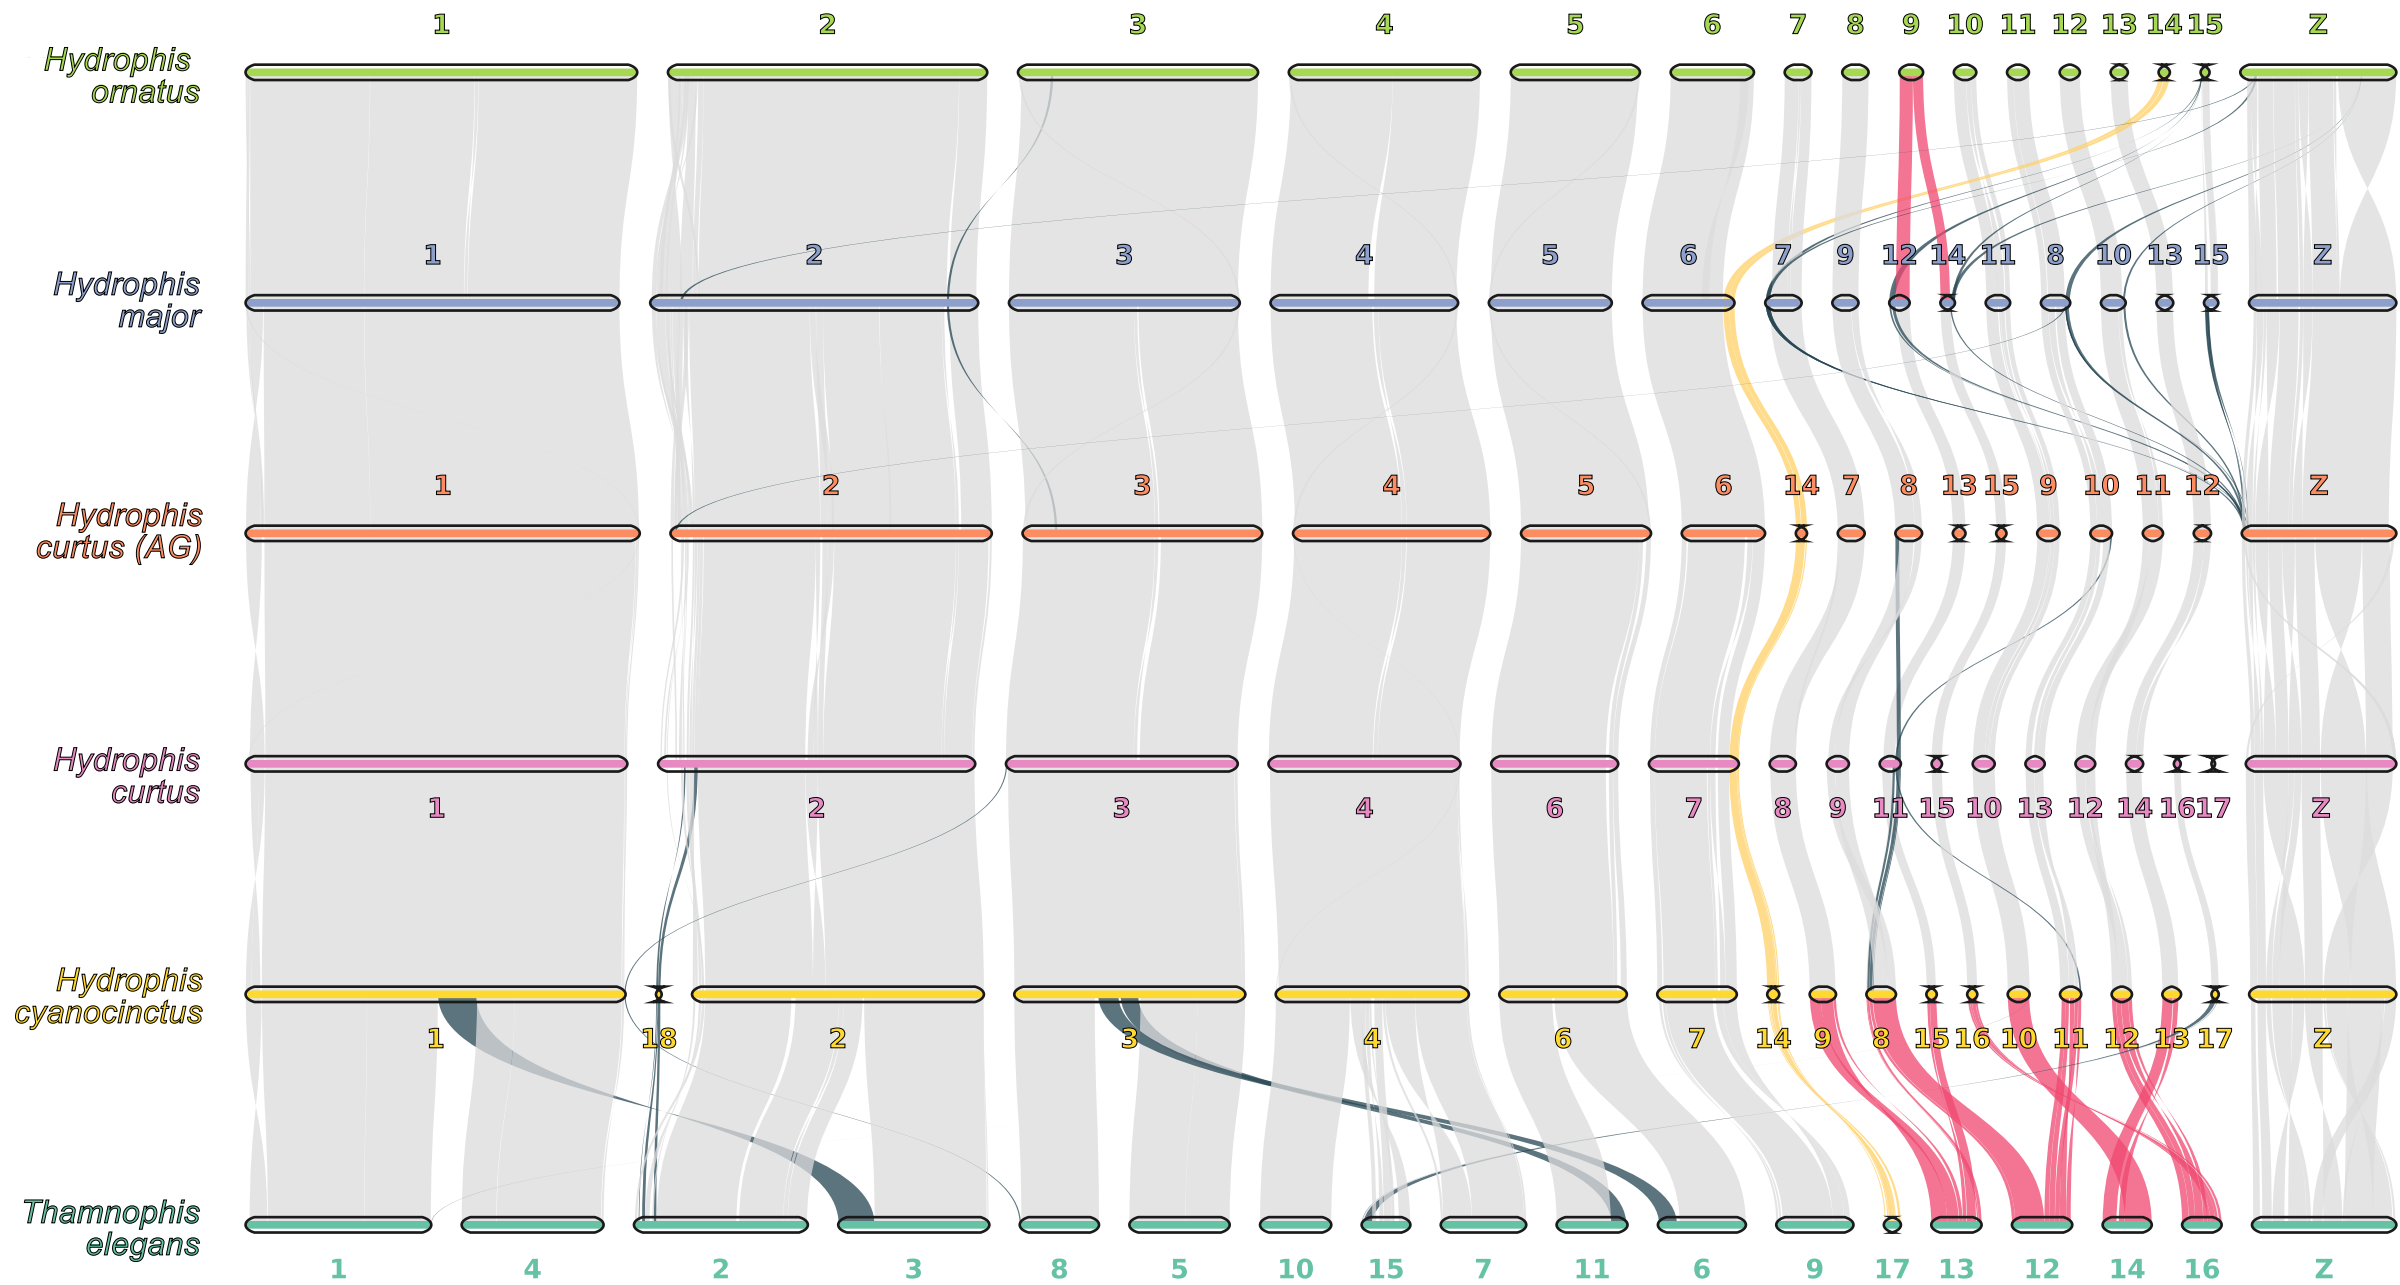 1 2 3 4 5 6 7 8 9 10 11 12 13 14 15 Z
Hydrophis
ornatus
1 2 3 4 5 6 7 9 12 14 11 8 10 13 15 Z
Hydrophis
major
1 2 3 4 5 6 14 7 8 13 15 9 10 11 12 Z
Hydrophis
curtus (AG)
Hydrophis
curtus
1 2 3 4 6 7 8 9 11 15 10 13 12 14 16 17 Z
Hydrophis
cyanocinctus
1 18 2 3 4 6 7 14 9 8 15 16 10 11 12 13 17 Z
Thamnophis
elegans
1 4 2 3 8 5 10 15 7 11 6 9 17 13 12 14 16 Z